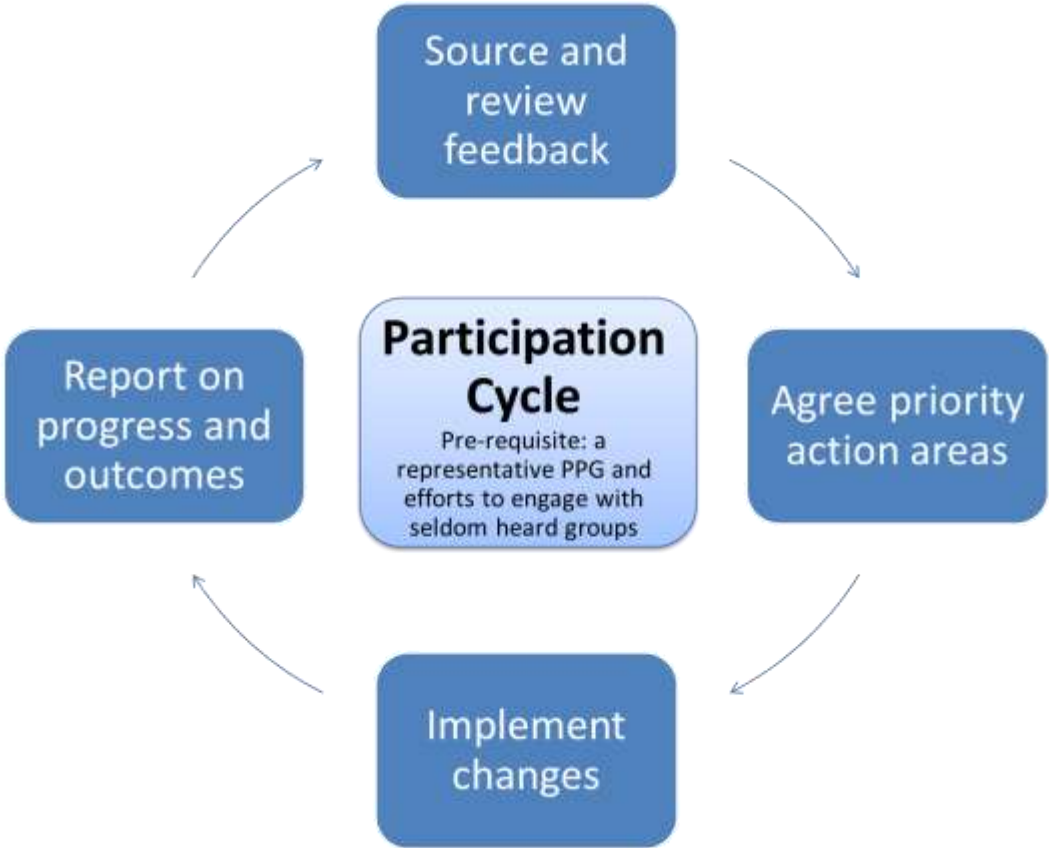 Source and
review
feedback
Participation
Cycle
Pre-requisite: a
representative PPG and
efforts to engage with
seldom heard groups
Report on
progress and
outcomes
Agree priority
action areas
Implement
changes